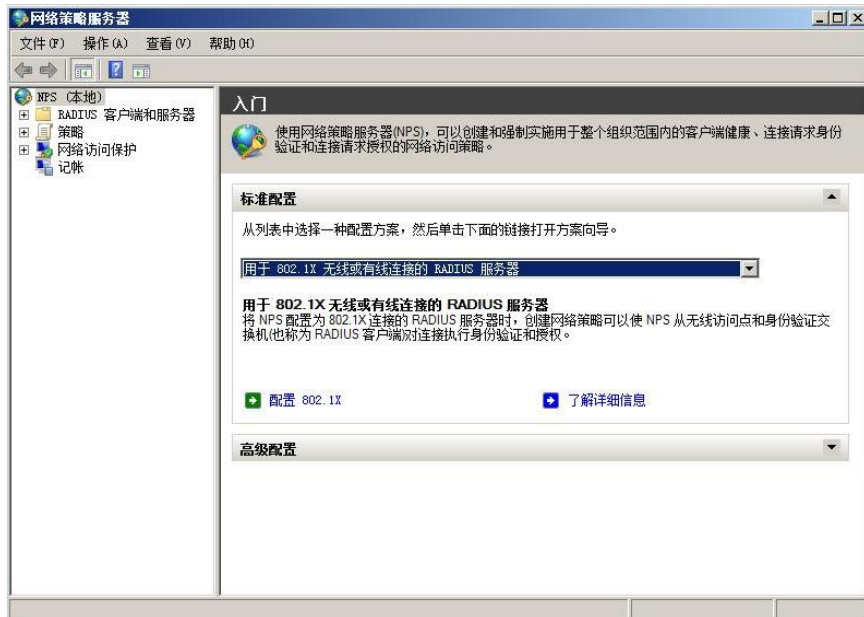 网络策略服务器
文件(F) 操作(A) 查看(V) 帮助(H)
NPS (本地)
RADIUS 客户端和服务器
策略
网络访问保护
记帐
入门
使用网络策略服务器(NPS)，可以创建和强制实施用于整个组织范围内的客户端健康、连接请求身份
验证和连接请求授权的网络访问策略。
标准配置
从列表中选择一种配置方案，然后单击下面的链接打开方案向导。
用于 802.1X 无线或有线连接的 RADIUS 服务器
用于 802.1X 无线或有线连接的 RADIUS 服务器
将 NPS 配置为 802.1X 连接的 RADIUS 服务器时，创建网络策略可以使 NPS 从无线访问点和身份验证交
换机(也称为 RADIUS 客户端)对连接执行身份验证和授权。
配置 802.1X
了解详细信息
高级配置